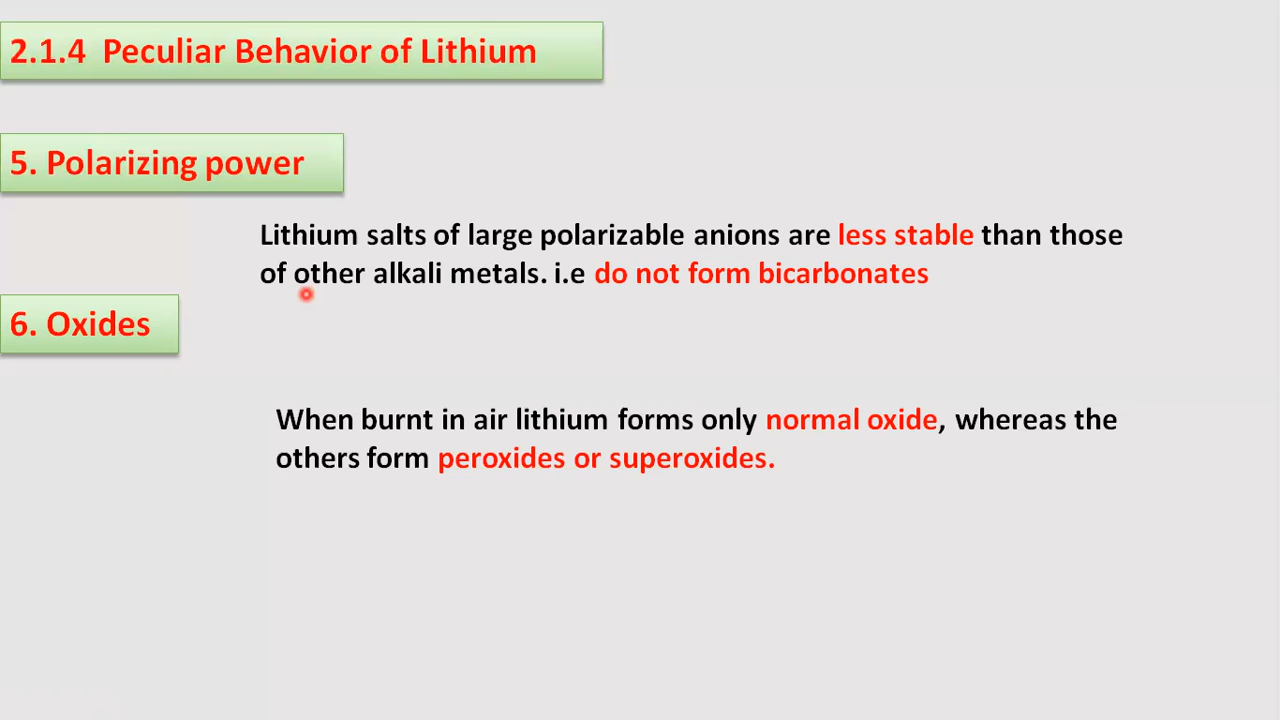 2.1.4 Peculiar Behavior of Lithium
5. Polarizing power
Lithium salts of large polarizable anions are less stable than those
of other alkali metals. i.e do not form bicarbonates
6. Oxides
When burnt in air lithium forms only normal oxide, whereas the
others form peroxides or superoxides.